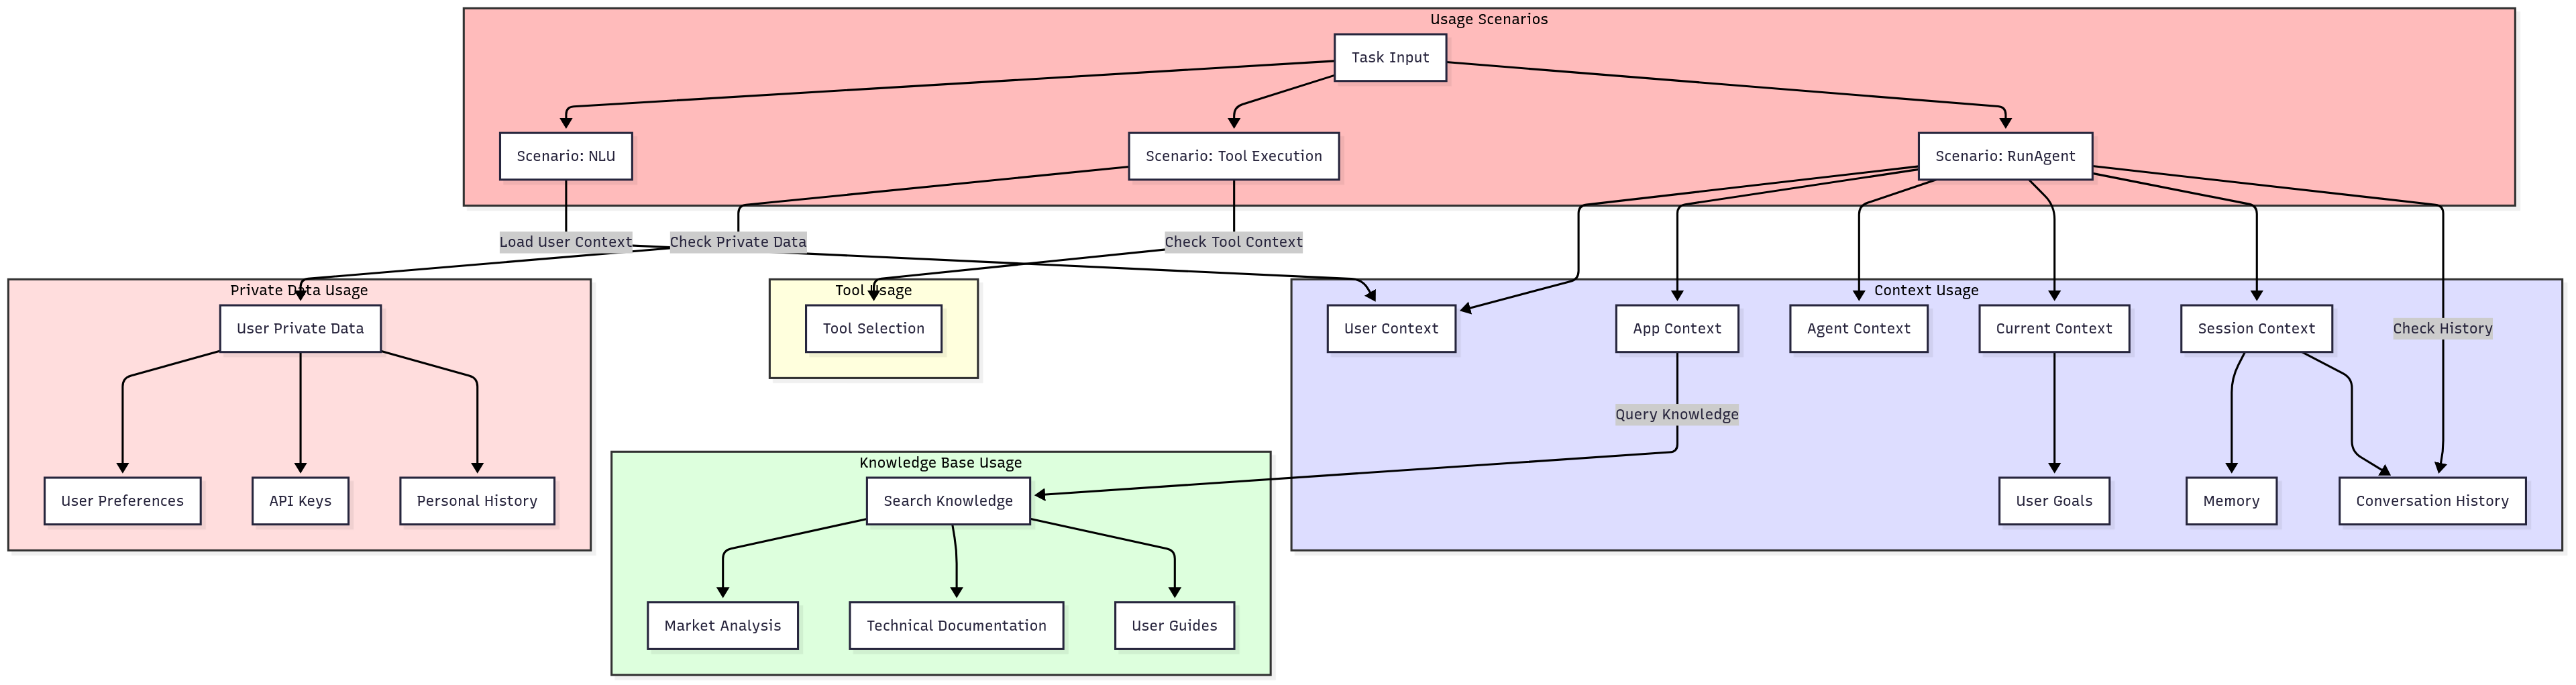 Usage Scenarios
Task Input
Scenario: NLU
Scenario: Tool Execution
Scenario: RunAgent
Load User Context
Check Private Data
Check Tool Context
Private Data Usage
User Private Data
User Preferences
API Keys
Personal History
Tool Usage
Tool Selection
Context Usage
User Context
App Context
Agent Context
Current Context
Session Context
Check History
Query Knowledge
User Goals
Memory
Conversation History
Knowledge Base Usage
Search Knowledge
Market Analysis
Technical Documentation
User Guides